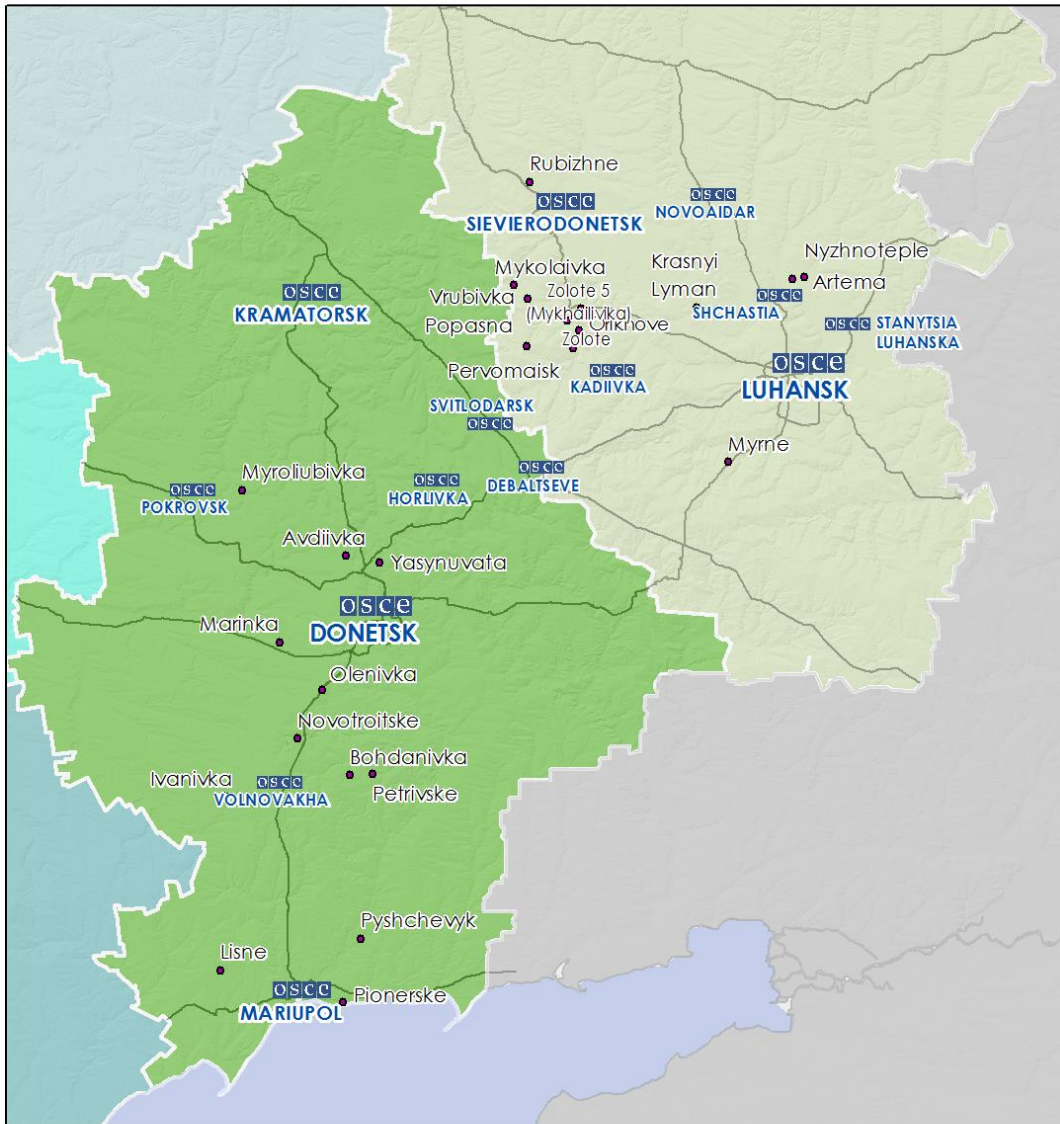 Rubizhne
osce
SIEVIERODONETSK
osce
NOVOAIDAR
Mykolaivka
Krasnyi
Lyman
Nyzhnoteple
Artema
Vrubivka
Zolote 5
(Mykhailivika)
osce
SHCHASTIA
osce
KRAMATORSK
Popasna
Orikhove
Zolote
osce
STANYTSIA
LUHANSKA
Pervomaisk
osce
KADIIVKA
osce
LUHANSK
SVITLODARSK
osce
Myrne
osce
DEBALTSEVE
Myroliubivka
osce
POKROVSK
osce
HORLIVKA
Avdiivka
Yasynuvata
osce
DONETSK
Marinka
Olenivka
Novotroitske
Bohdanivka
Ivanivka
osce
VOLNOVAKHA
Petrivske
Pyshchevyk
Lisne
osce
MARIUPOL
Pionerske